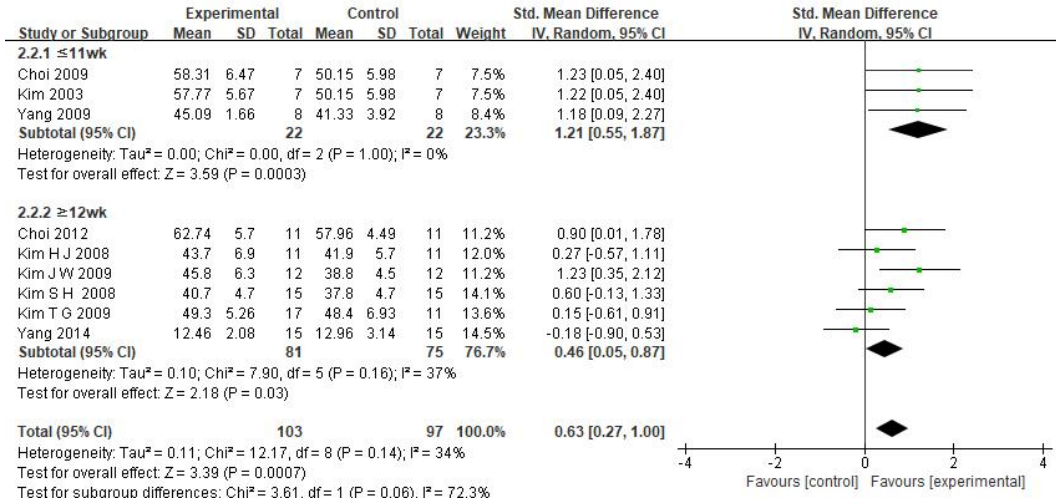 Experimental Control Std. Mean Difference Std. Mean Difference
Study or Subgroup Mean SD Total Mean SD Total Weight IV, Random, 95% CI IV, Random, 95% CI
2.2.1 ≤11wk
Choi 2009 58.31 6.47 7 50.15 5.98 7 7.5% 1.23 [0.05, 2.40]
Kim 2003 57.77 5.67 7 50.15 5.98 7 7.5% 1.22 [0.05, 2.40]
Yang 2009 45.09 1.66 8 41.33 3.92 8 8.4% 1.18 [0.09, 2.27]
Subtotal (95% CI) 22 22 23.3% 1.21 [0.55, 1.87]
Heterogeneity: Tau² = 0.00; Chi² = 0.00, df = 2 (P = 1.00); I² = 0%
Test for overall effect: Z = 3.59 (P = 0.0003)
2.2.2 ≥12wk
Choi 2012 62.74 5.7 11 57.96 4.49 11 11.2% 0.90 [0.01, 1.78]
Kim H J 2008 43.7 6.9 11 41.9 5.7 11 12.0% 0.27 [-0.57, 1.11]
Kim J W 2009 45.8 6.3 12 38.8 4.5 12 11.2% 1.23 [0.35, 2.12]
Kim S H 2008 40.7 4.7 15 37.8 4.7 15 14.1% 0.60 [-0.13, 1.33]
Kim T G 2009 49.3 5.26 17 48.4 6.93 11 13.6% 0.15 [-0.61, 0.91]
Yang 2014 12.46 2.08 15 12.96 3.14 15 14.5% -0.18 [-0.90, 0.53]
Subtotal (95% CI) 81 75 76.7% 0.46 [0.05, 0.87]
Heterogeneity: Tau² = 0.10; Chi² = 7.90, df = 5 (P = 0.16); I² = 37%
Test for overall effect: Z = 2.18 (P = 0.03)
Total (95% CI) 103 97 100.0% 0.63 [0.27, 1.00]
Heterogeneity: Tau² = 0.11; Chi² = 12.17, df = 8 (P = 0.14); I² = 34%
Test for overall effect: Z = 3.39 (P = 0.0007)
Test for subgroup differences: Chi² = 3.61, df = 1 (P = 0.06), I² = 72.3%
-4 -2 0 2 4
Favours [control] Favours [experimental]